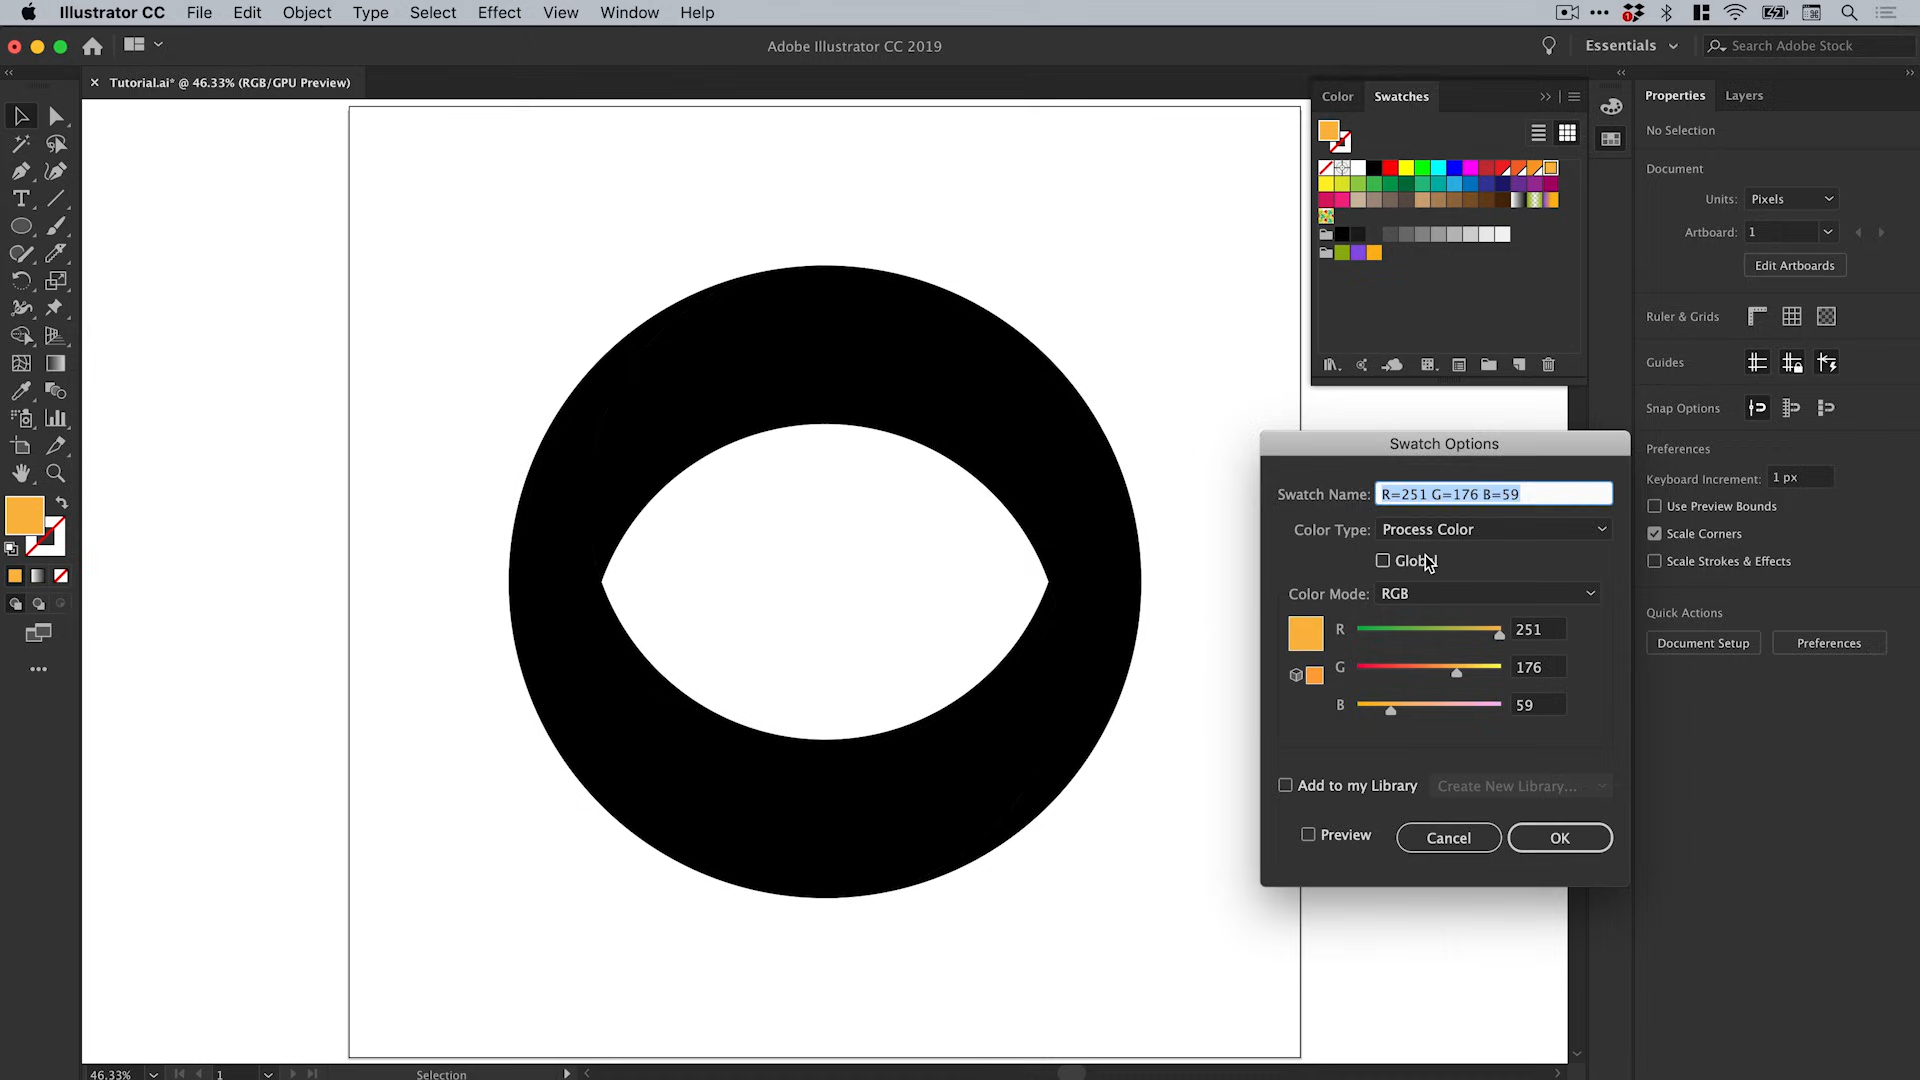 Illustrator CC File Edit Object Type Select Effect View Window Help
Adobe Illustrator CC 2019
Essentials
Search Adobe Stock
× Tutorial.ai* @ 46.33% (RGB/GPU Preview)
Color Swatches
Properties Layers
No Selection
Document
Units: Pixels
Artboard: 1
Edit Artboards
Ruler & Grids
Guides
Snap Options
Preferences
Keyboard Increment: 1 px
Use Preview Bounds
Scale Corners
Scale Strokes & Effects
Quick Actions
Document Setup Preferences
Swatch Options
Swatch Name: R=251 G=176 B=59
Color Type: Process Color
Global
Color Mode: RGB
R 251
G 176
B 59
Add to my Library Create New Library...
Preview Cancel OK
46.33% 1 Selection